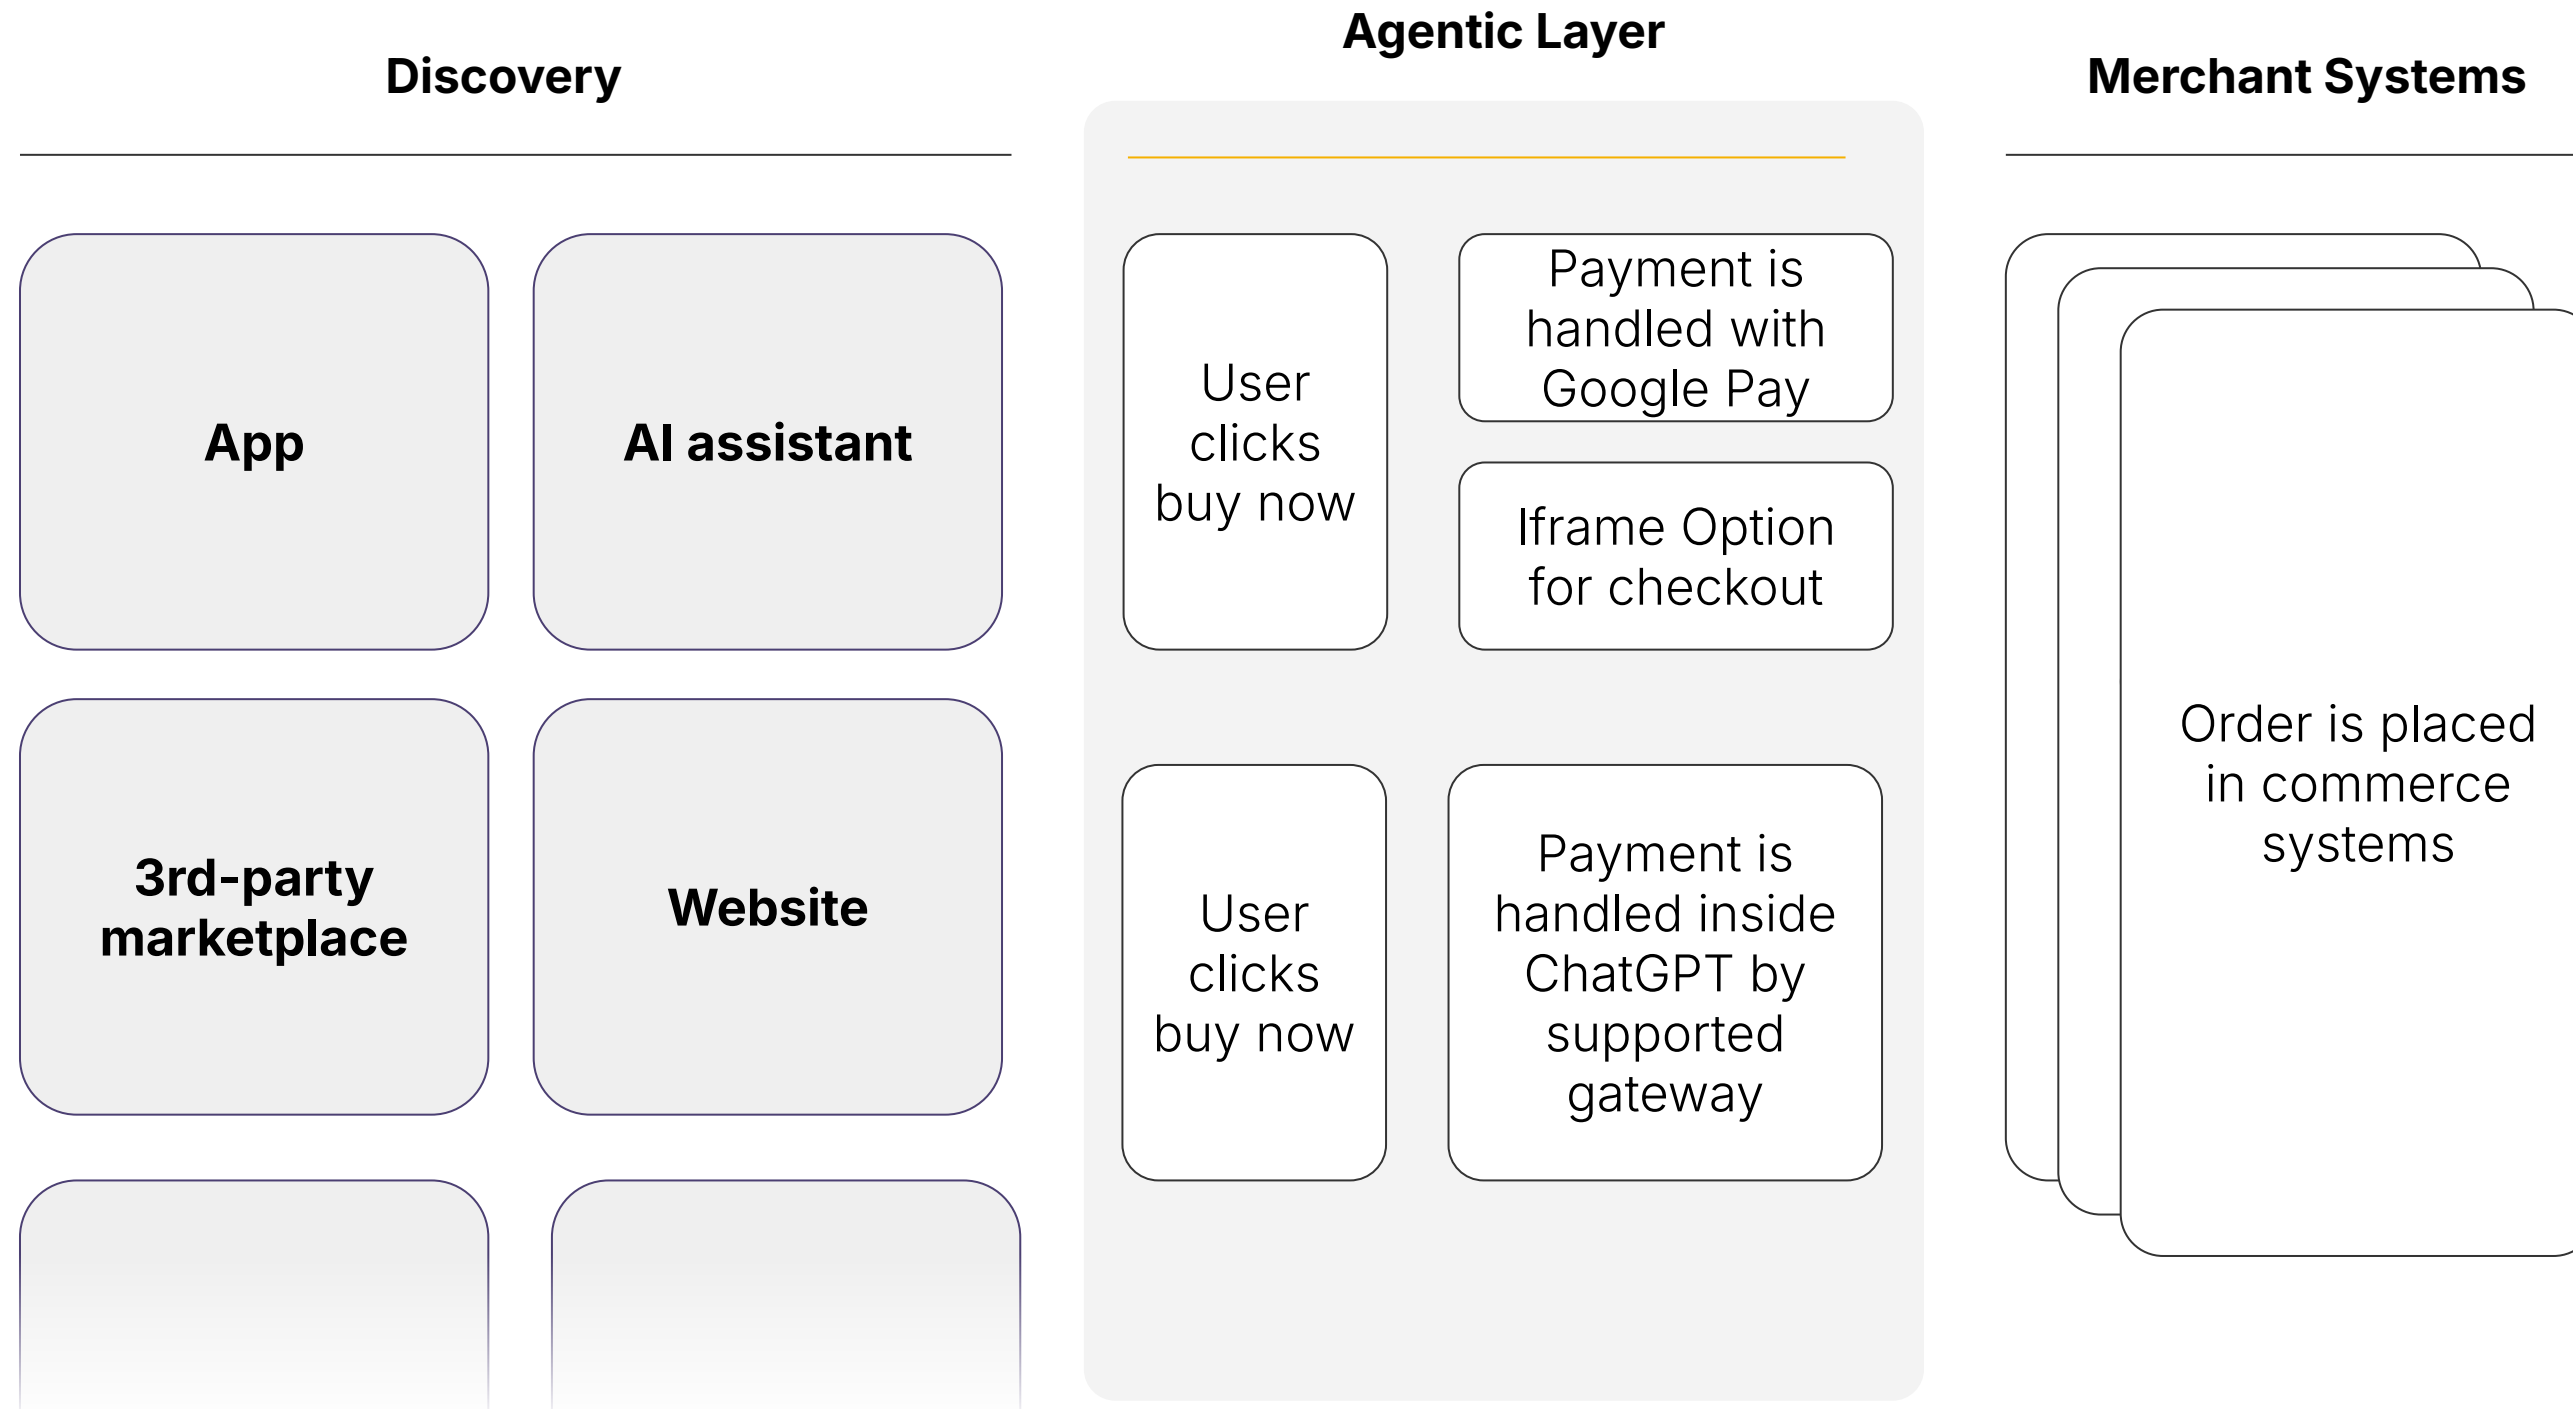 Discovery
Agentic Layer
Merchant Systems
App
AI assistant
3rd-party
marketplace
Website
User
clicks
buy now
Payment is
handled with
Google Pay
Iframe Option
for checkout
User
clicks
buy now
Payment is
handled inside
ChatGPT by
supported
gateway
Order is placed
in commerce
systems